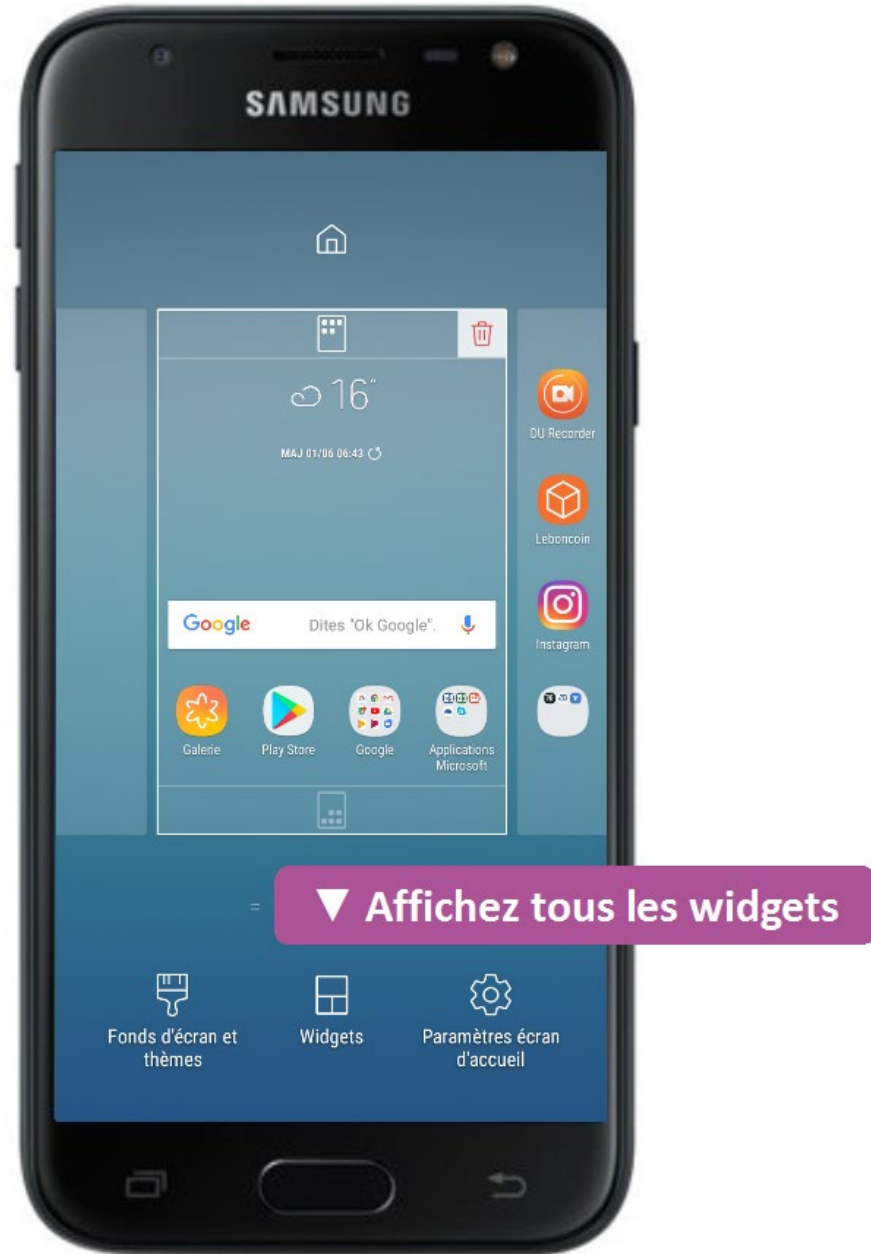 SAMSUNG
16°
MAJ 01/06 06:43
DU Recorder
Leboncoin
Google Dites "Ok Google".
Instagram
Galerie
Play Store
Google
Applications
Microsoft
▼ Affichez tous les widgets
Fonds d'écran et
thèmes
Widgets
Paramètres écran
d'accueil